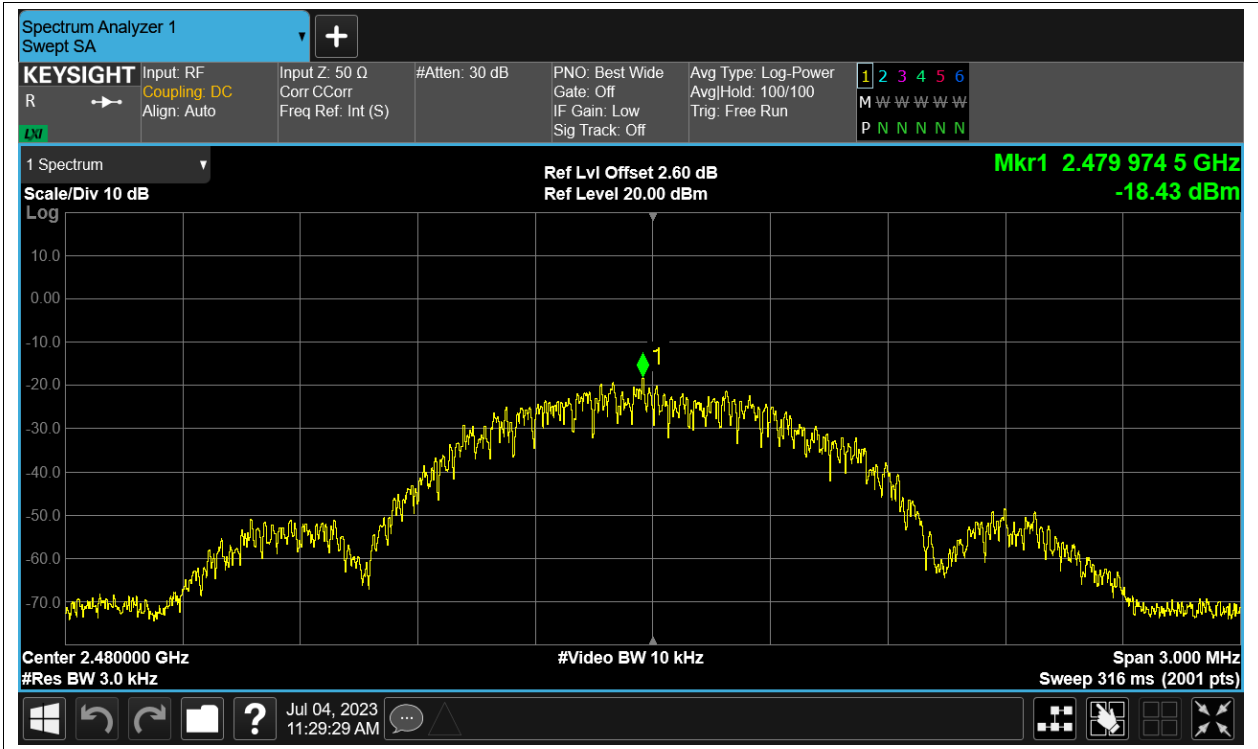 Spectrum Analyzer 1
Swept SA
+
KEYSIGHT
R
LXI
Input: RF
Coupling: DC
Align: Auto
Input Z: 50 Ω
Corr CCorr
Freq Ref: Int (S)
#Atten: 30 dB
PNO: Best Wide
Gate: Off
IF Gain: Low
Sig Track: Off
Avg Type: Log-Power
Avg|Hold: 100/100
Trig: Free Run
1 2 3 4 5 6
M W W W W W
P N N N N N
1 Spectrum
Scale/Div 10 dB
Ref Lvl Offset 2.60 dB
Ref Level 20.00 dBm
Mkr1 2.479 974 5 GHz
-18.43 dBm
Log
10.0
0.00
-10.0
-20.0
-30.0
-40.0
-50.0
-60.0
-70.0
1
Center 2.480000 GHz
#Res BW 3.0 kHz
#Video BW 10 kHz
Span 3.000 MHz
Sweep 316 ms (2001 pts)
?
Jul 04, 2023
11:29:29 AM